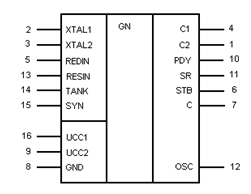 GN
2 XTAL1
3 XTAL2
5 REDIN
13 RESIN
14 TANK
15 SYN
16 UCC1
9 UCC2
8 GND
C1 4
C2 1
PDY 10
SR 11
STB 6
C 7
OSC 12